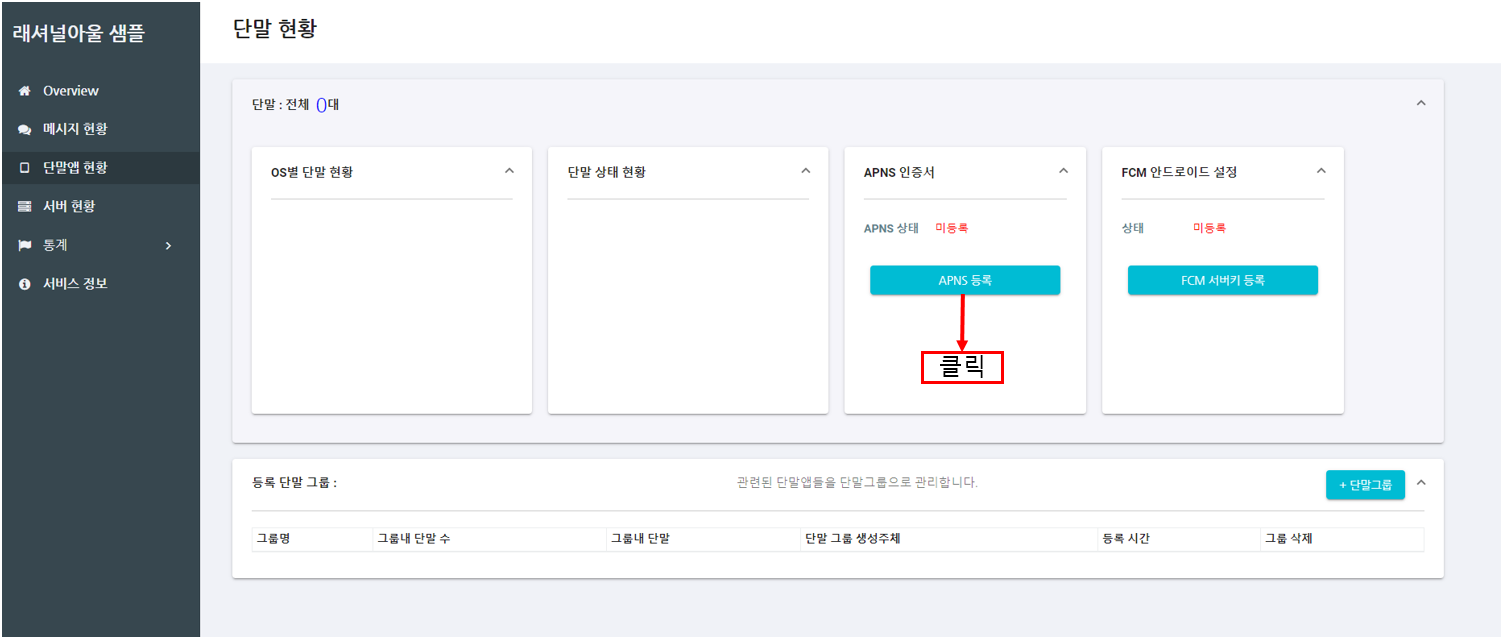 래셔널아울 샘플
Overview
메시지 현황
단말앱 현황
서버 현황
통계
서비스 정보
단말 현황
단말 : 전체 0대
OS별 단말 현황
단말 상태 현황
APNS 인증서
APNS 상태 미등록
APNS 등록
클릭
FCM 안드로이드 설정
상태 미등록
FCM 서버키 등록
등록 단말 그룹 :
관련된 단말앱들을 단말그룹으로 관리합니다.
+ 단말그룹
그룹명 그룹내 단말 수 그룹내 단말 단말 그룹 생성주체 등록 시간 그룹 삭제